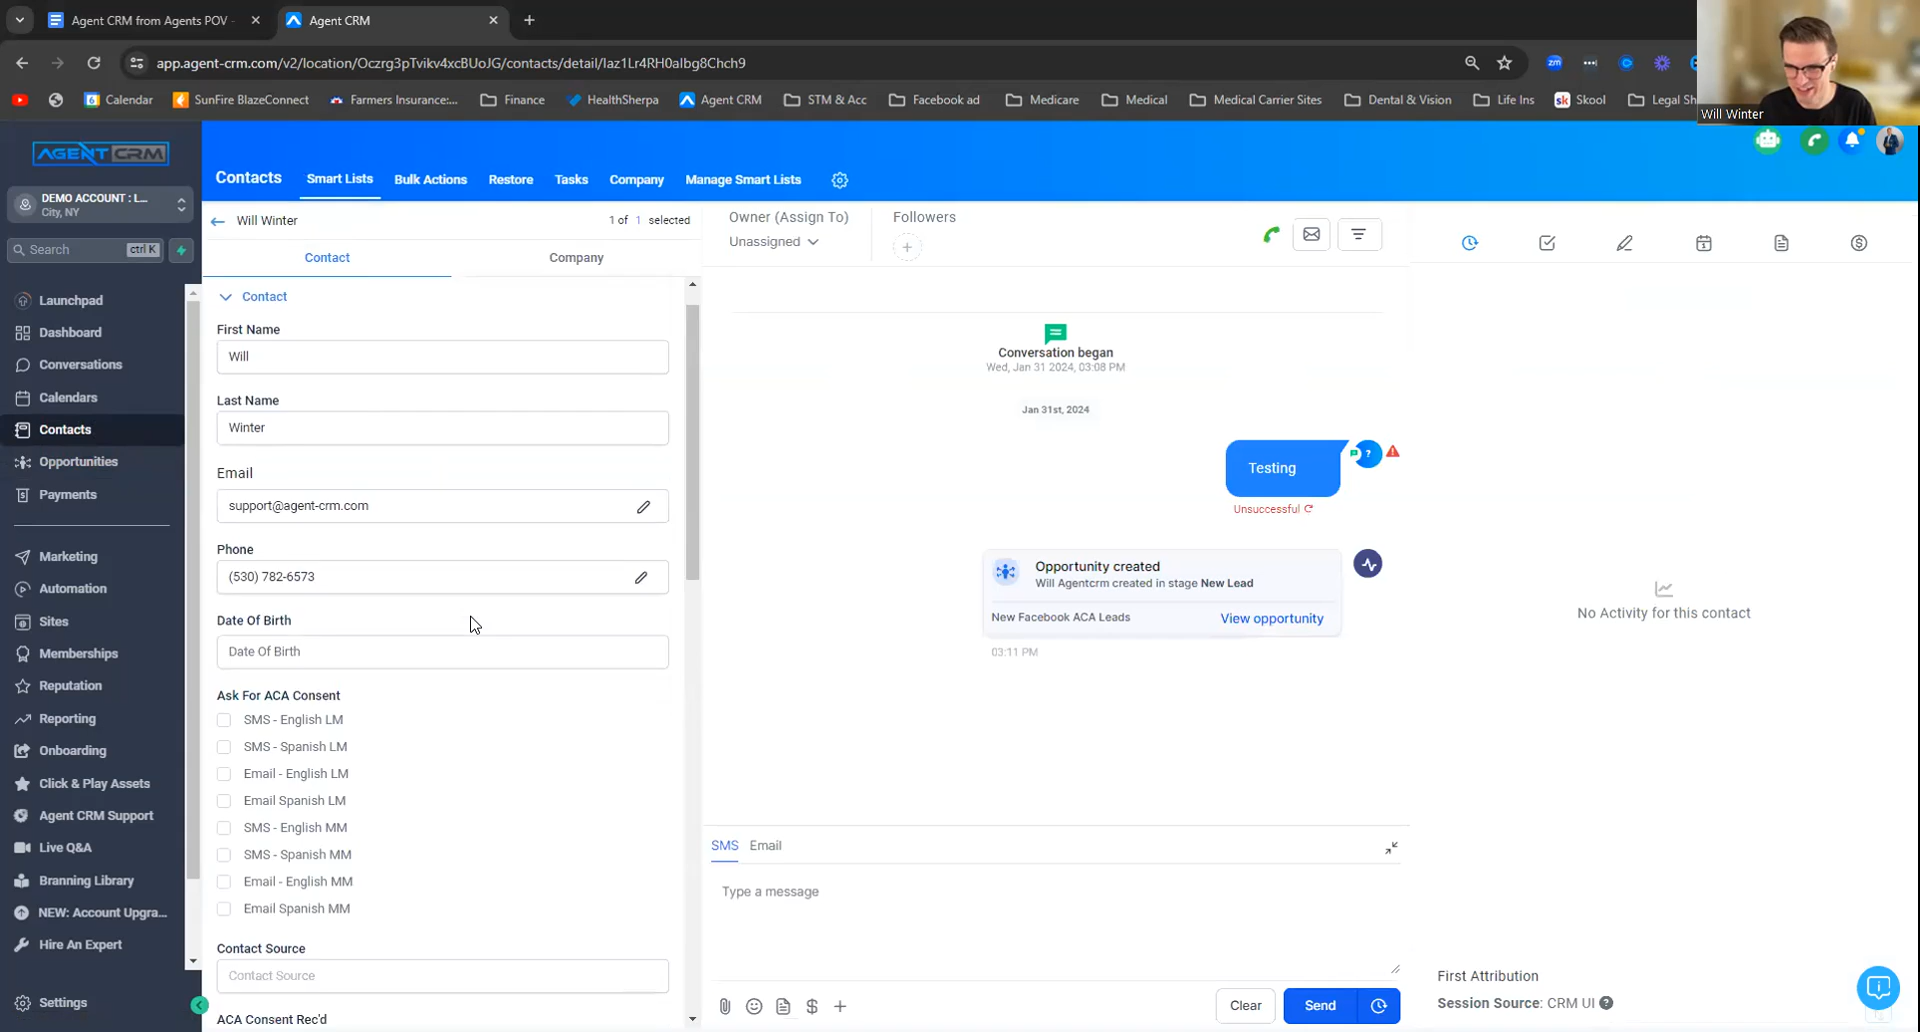 Agent CRM from Agents POV -
Agent CRM
app.agent-crm.com/v2/location/Oczrg3pTvikv4xcBUoJG/contacts/detail/Iaz1Lr4RH0aIbg8Chch9
Calendar
SunFire BlazeConnect
Farmers Insurance:...
Finance
HealthSherpa
Agent CRM
STM & Acc
Facebook ad
Medicare
Medical
Medical Carrier Sites
Dental & Vision
Life Ins
sk Skool
Legal Sh
zm
Will Winter
AGENT CRM
DEMO ACCOUNT : L...
City, NY
Search
ctrl K
Launchpad
Dashboard
Conversations
Calendars
Contacts
Opportunities
Payments
Marketing
Automation
Sites
Memberships
Reputation
Reporting
Onboarding
Click & Play Assets
Agent CRM Support
Live Q&A
Branning Library
NEW: Account Upgra...
Hire An Expert
Settings
Contacts
Smart Lists
Bulk Actions
Restore
Tasks
Company
Manage Smart Lists
Will Winter
1 of 1 selected
Contact
Company
Contact
First Name
Will
Last Name
Winter
Email
support@agent-crm.com
Phone
(530) 782-6573
Date Of Birth
Date Of Birth
Ask For ACA Consent
SMS - English LM
SMS - Spanish LM
Email - English LM
Email Spanish LM
SMS - English MM
SMS - Spanish MM
Email - English MM
Email Spanish MM
Contact Source
Contact Source
ACA Consent Rec'd
Owner (Assign To)
Unassigned
Followers
Conversation began
Wed, Jan 31 2024, 03:08 PM
Jan 31st, 2024
Testing
?
Unsuccessful
Opportunity created
Will Agentcrm created in stage New Lead
New Facebook ACA Leads
View opportunity
03:11 PM
SMS
Email
Type a message
Clear
Send
No Activity for this contact
First Attribution
Session Source: CRM UI